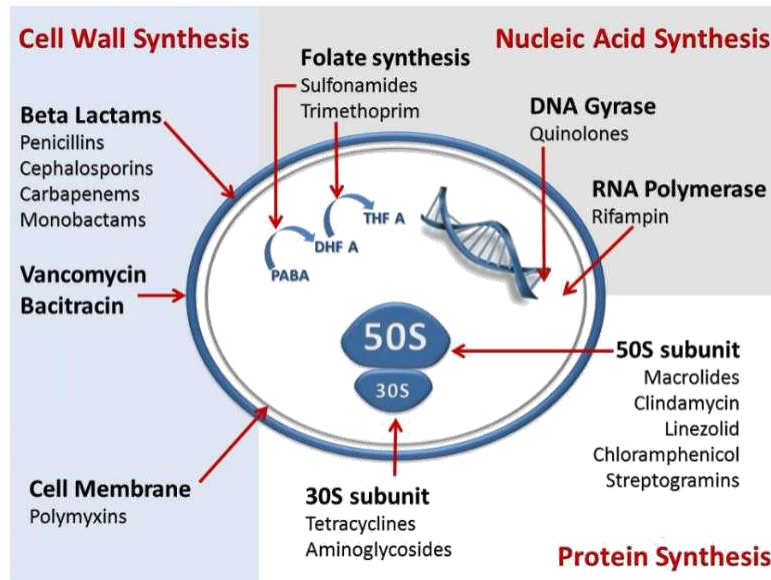 Cell Wall Synthesis
Nucleic Acid Synthesis
Folate synthesis
Sulfonamides
Trimethoprim
DNA Gyrase
Quinolones
Beta Lactams
Penicillins
Cephalosporins
Carbapenems
Monobactams
RNA Polymerase
Rifampin
THF A
DHF A
PABA
Vancomycin
Bacitracin
50S
30S
50S subunit
Macrolides
Clindamycin
Linezolid
Chloramphenicol
Streptogramins
Cell Membrane
Polymyxins
30S subunit
Tetracyclines
Aminoglycosides
Protein Synthesis